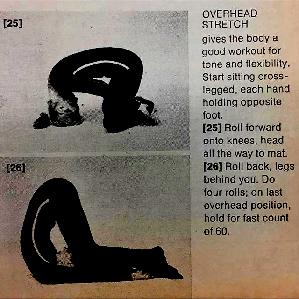 [25]
OVERHEAD
STRETCH
gives the body a
good workout for
tone and flexibility.
Start sitting cross-
legged, each hand
holding opposite
foot.
[25] Roll forward
onto knees, head
all the way to mat.
[26] Roll back, legs
behind you. Do
four rolls; on last
overhead position,
hold for fast count
of 60.
[26]